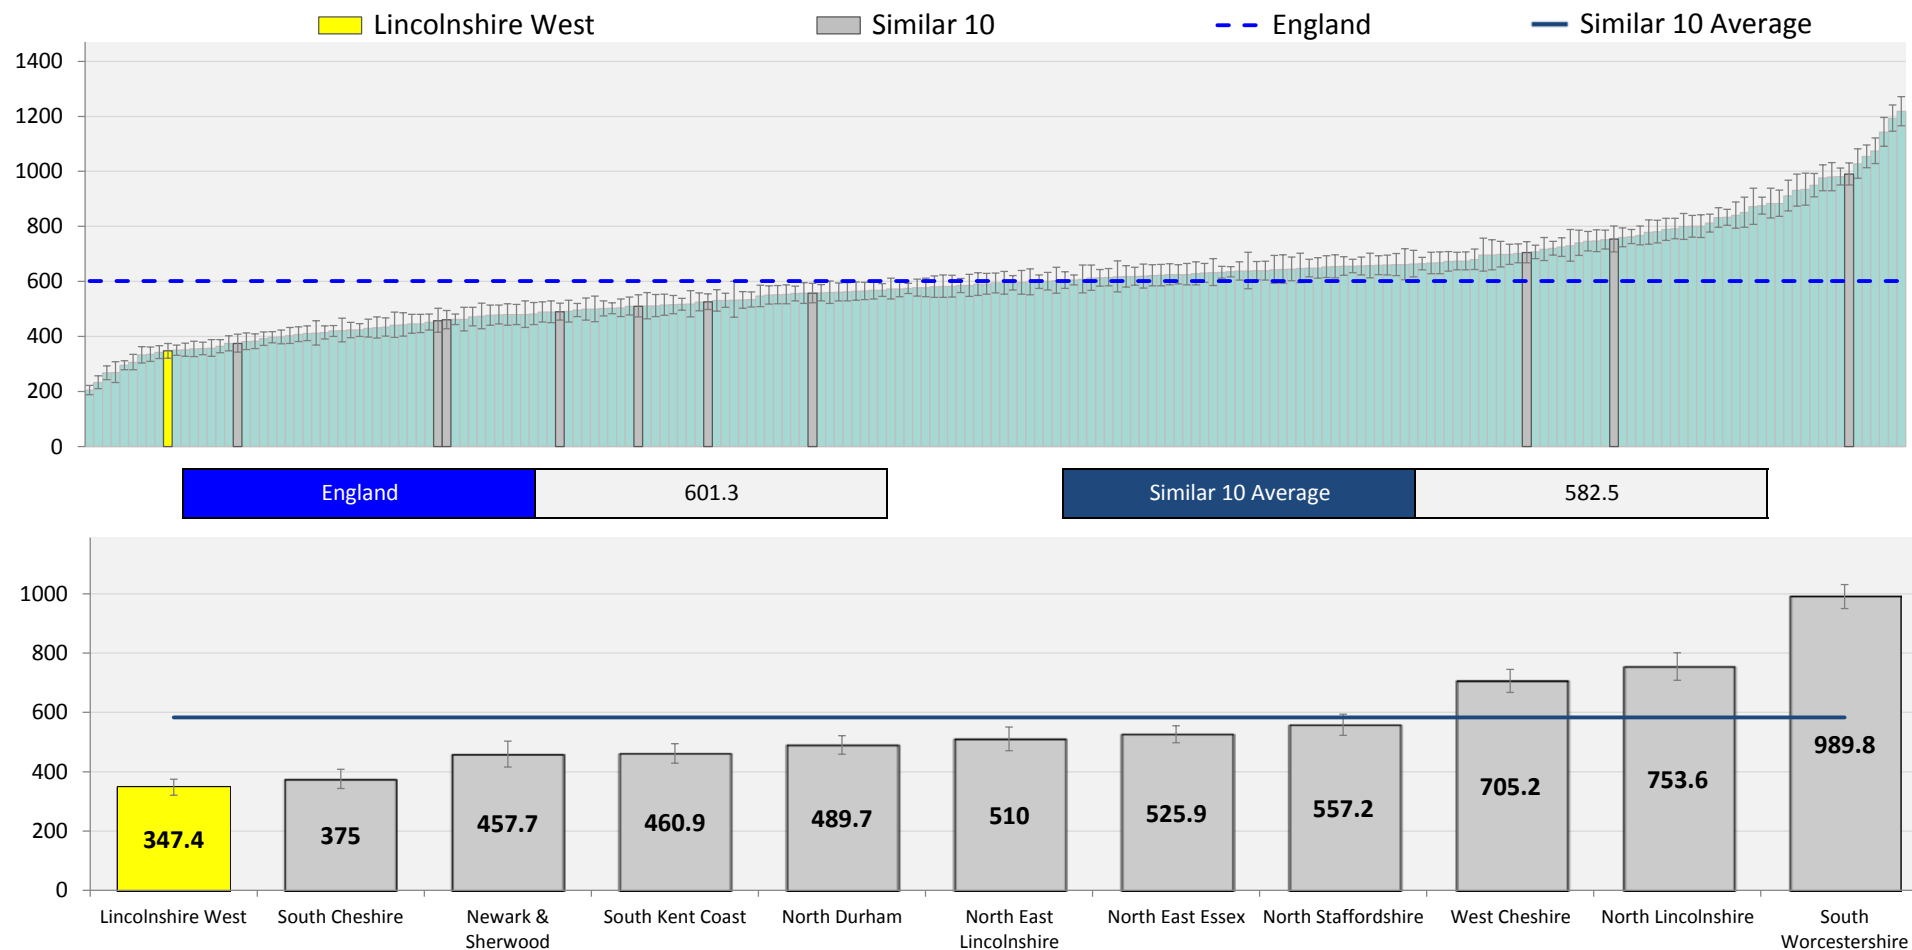 Lincolnshire West
Similar 10
England
Similar 10 Average
1400
1200
1000
800
600
400
200
0
England 601.3
Similar 10 Average 582.5
1000
800
600
400
200
0
347.4
375
457.7
460.9
489.7
510
525.9
557.2
705.2
753.6
989.8
Lincolnshire West
South Cheshire
Newark &
Sherwood
South Kent Coast
North Durham
North East
Lincolnshire
North East Essex
North Staffordshire
West Cheshire
North Lincolnshire
South
Worcestershire